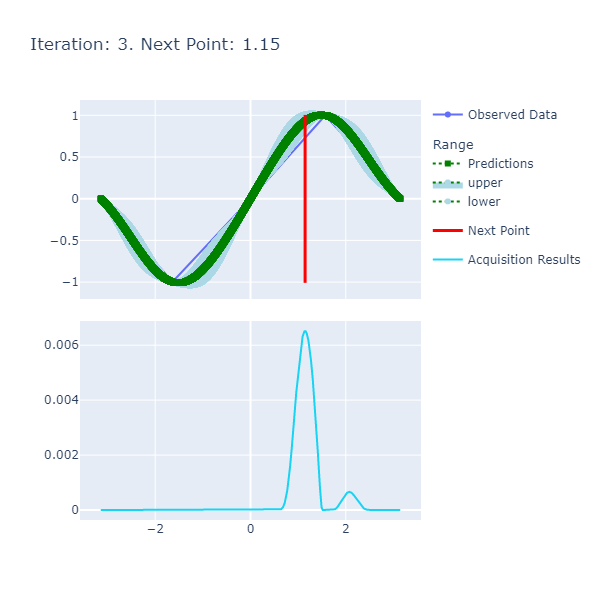 Iteration: 3. Next Point: 1.15
1
0.5
0
−0.5
−1
Observed Data
Range
Predictions
upper
lower
Next Point
Acquisition Results
0.006
0.004
0.002
0
−2
0
2